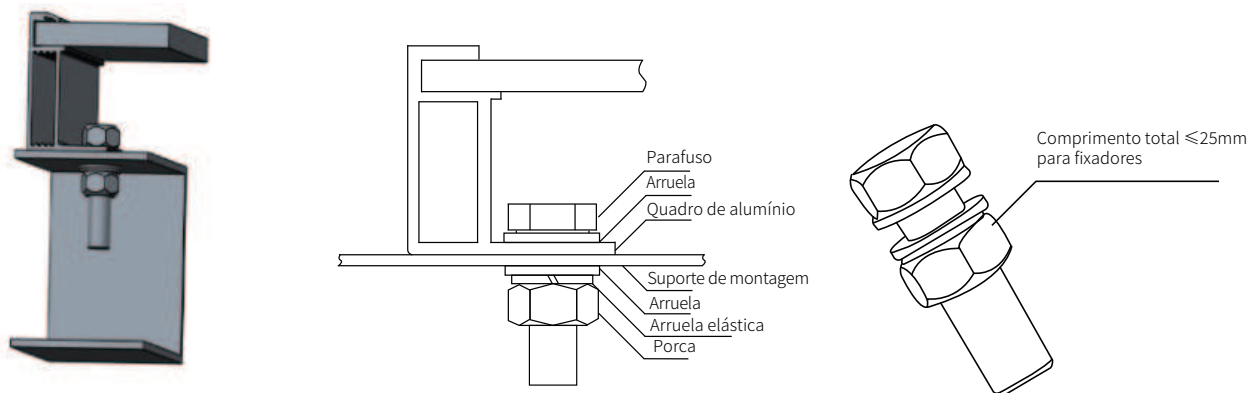 Parafuso
Arruela
Quadro de alumínio
Suporte de montagem
Arruela
Arruela elástica
Porca
Comprimento total ≤25mm
para fixadores